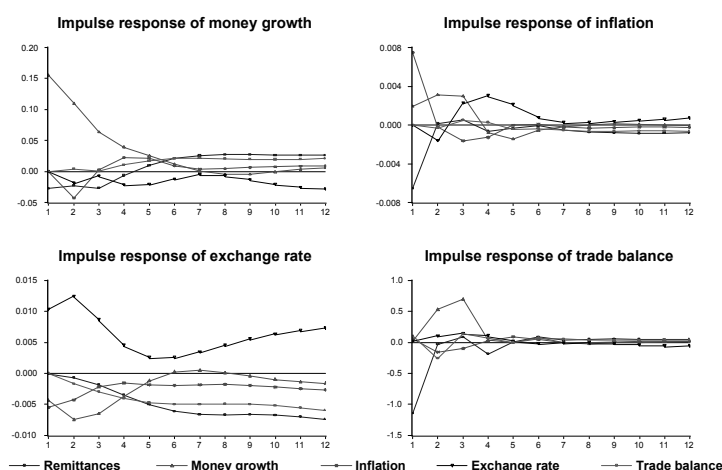 Impulse response of money growth
0.20
0.15
0.10
0.05
0.00
-0.05
1 2 3 4 5 6 7 8 9 10 11 12
Impulse response of inflation
0.008
0.004
0.000
-0.004
-0.008
1 2 3 4 5 6 7 8 9 10 11 12
Impulse response of exchange rate
0.015
0.010
0.005
0.000
-0.005
-0.010
1 2 3 4 5 6 7 8 9 10 11 12
Impulse response of trade balance
1.0
0.5
0.0
-0.5
-1.0
-1.5
1 2 3 4 5 6 7 8 9 10 11 12
Remittances Money growth Inflation Exchange rate Trade balance